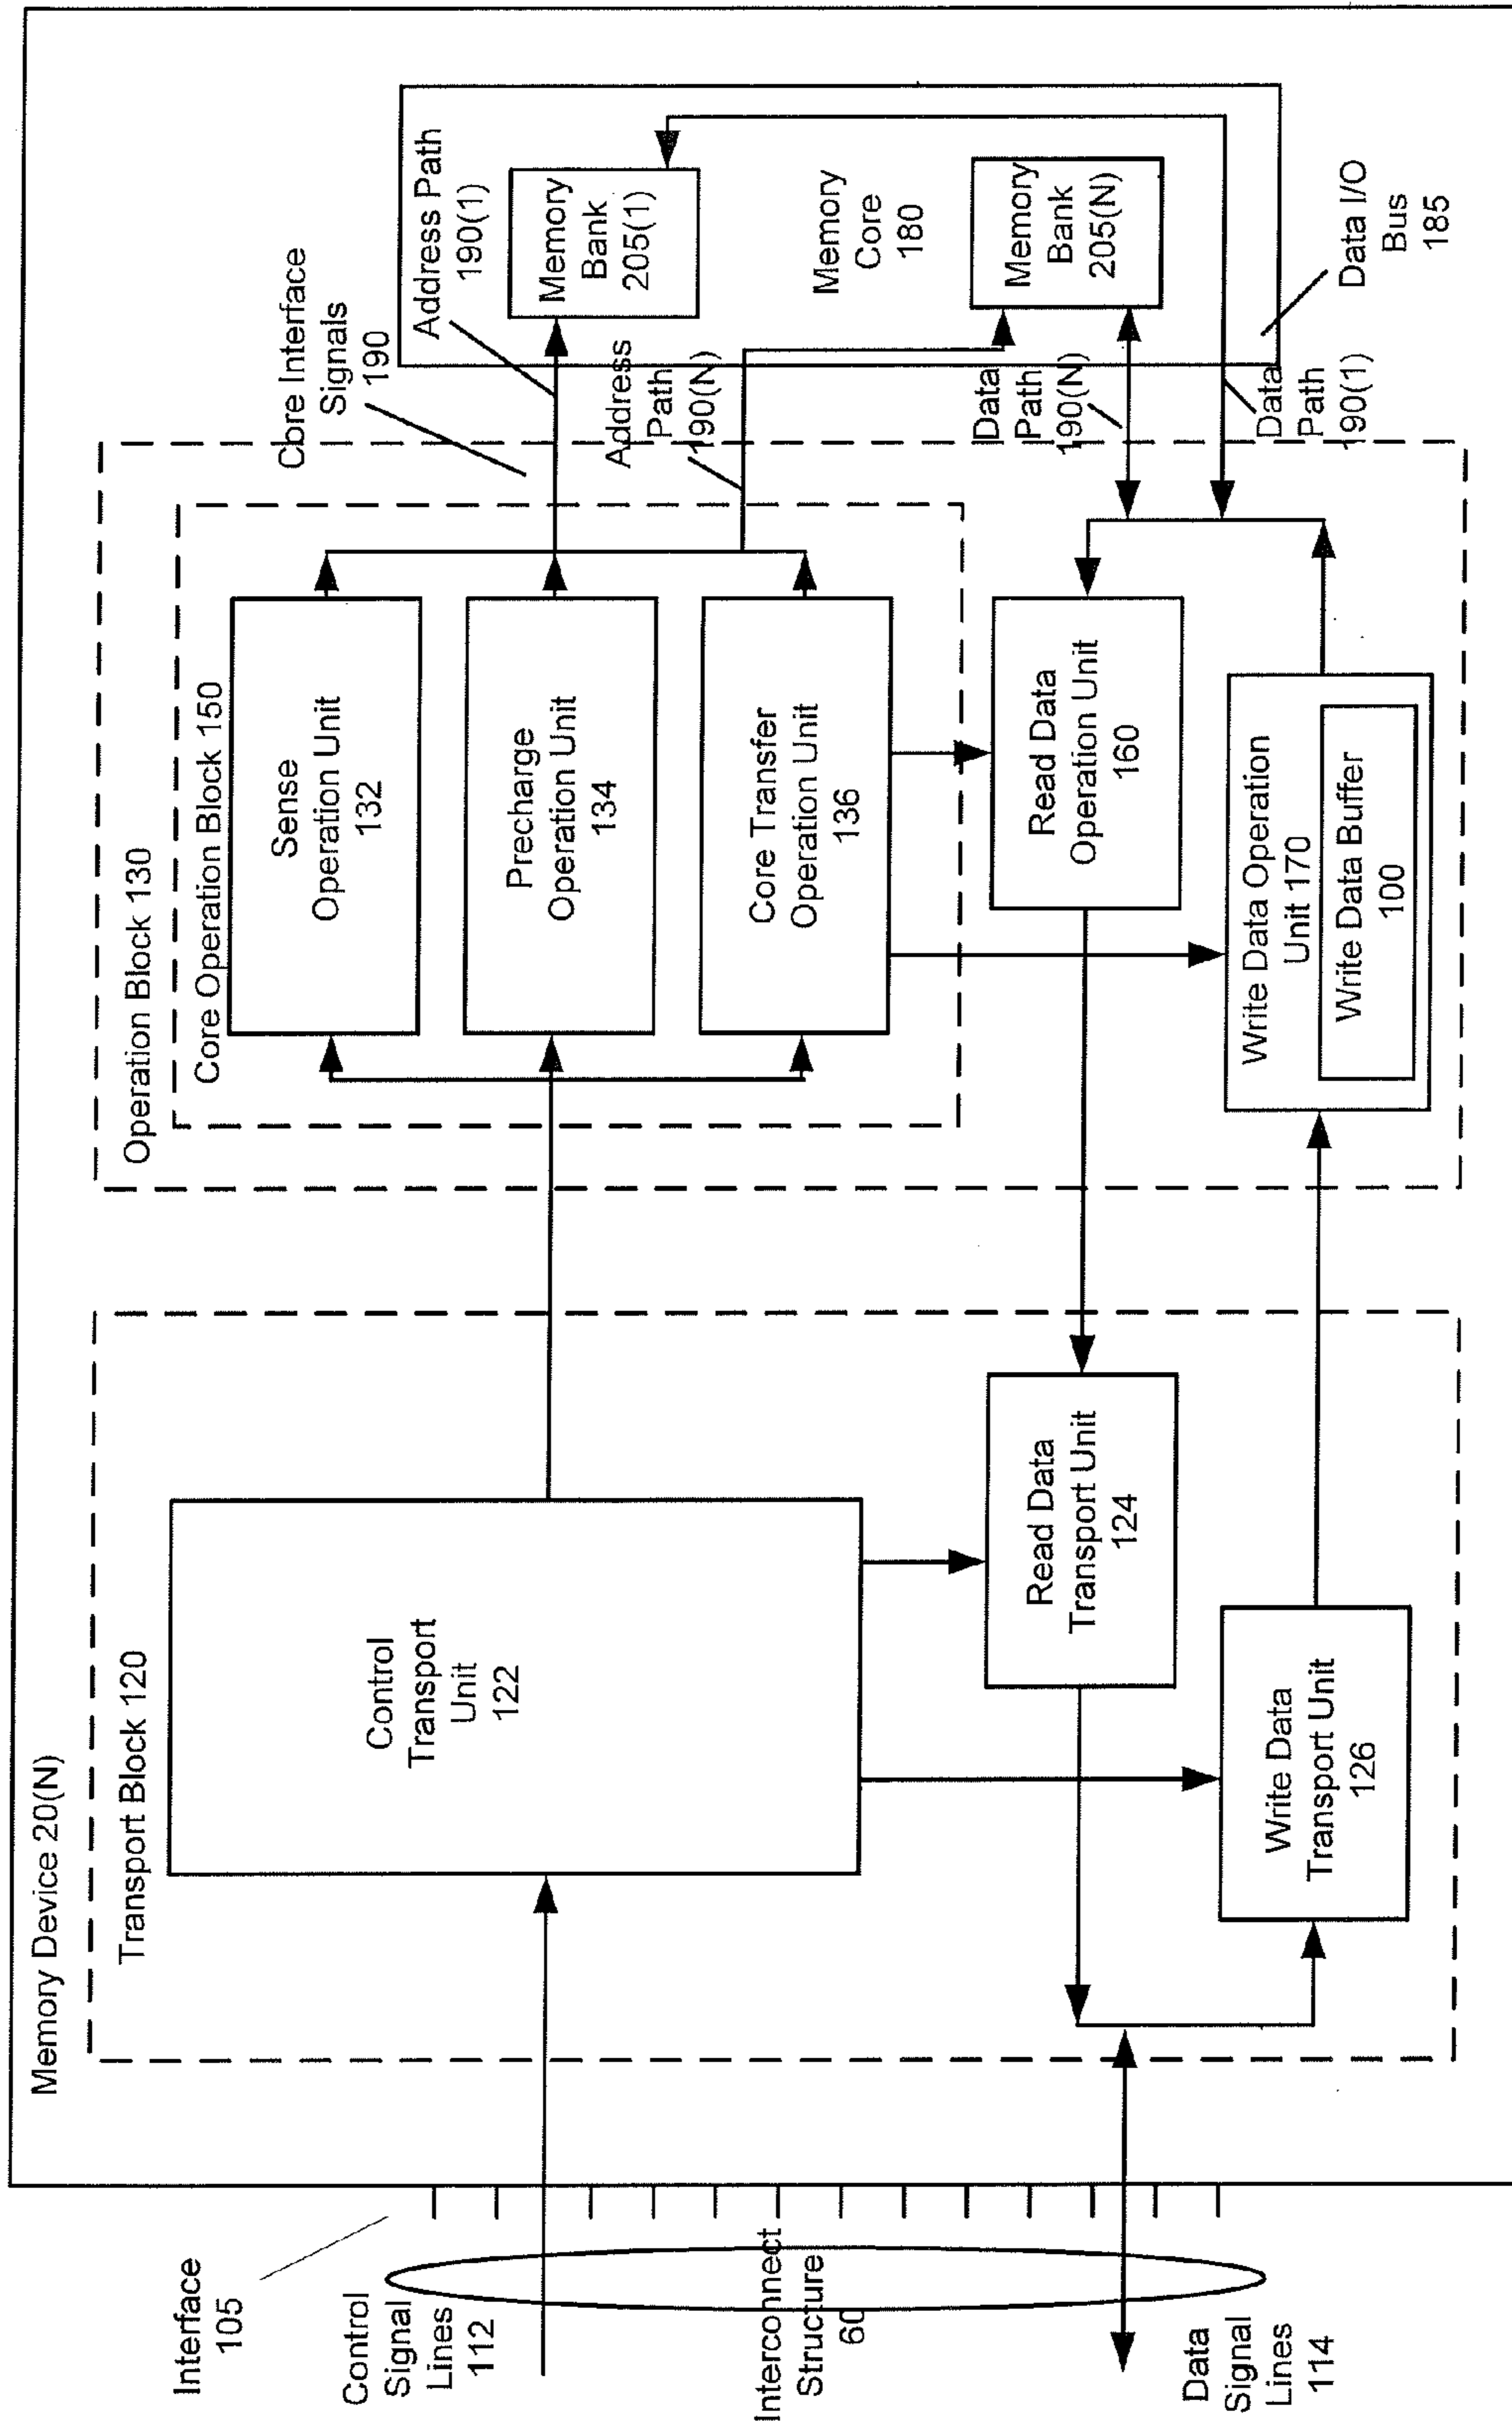 Memory Device 20(N)
Interface
105
Control
Signal
Lines
112
Interconnect
Structure
60
Data
Signal
Lines
114
Transport Block 120
Control
Transport
Unit
122
Read Data
Transport Unit
124
Write Data
Transport Unit
126
Operation Block 130
Core Operation Block 150
Sense
Operation Unit
132
Precharge
Operation Unit
134
Core Transfer
Operation Unit
136
Read Data
Operation Unit
160
Write Data Operation
Unit 170
Write Data Buffer
100
Core Interface
Signals
190
Address Path
190(1)
Address
Path
190(N)
Data
Path
190(N)
Data
Path
190(1)
Memory
Bank
205(1)
Memory
Core
180
Memory
Bank
205(N)
Data I/O
Bus
185